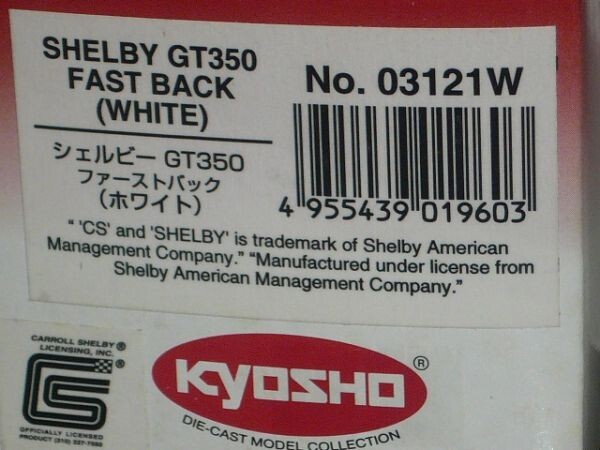 SHELBY GT350
FAST BACK
(WHITE)
シェルビー GT350
ファーストバック
(ホワイト)
No. 03121W
4 955439 019603
“ 'CS' and 'SHELBY' is trademark of Shelby American
Management Company.” “Manufactured under license from
Shelby American Management Company.”
CARROLL SHELBY ®
LICENSING, INC.
CS ®
OFFICIALLY LICENSED
PRODUCT (310)
KYOSHO ®
DIE-CAST MODEL COLLECTION